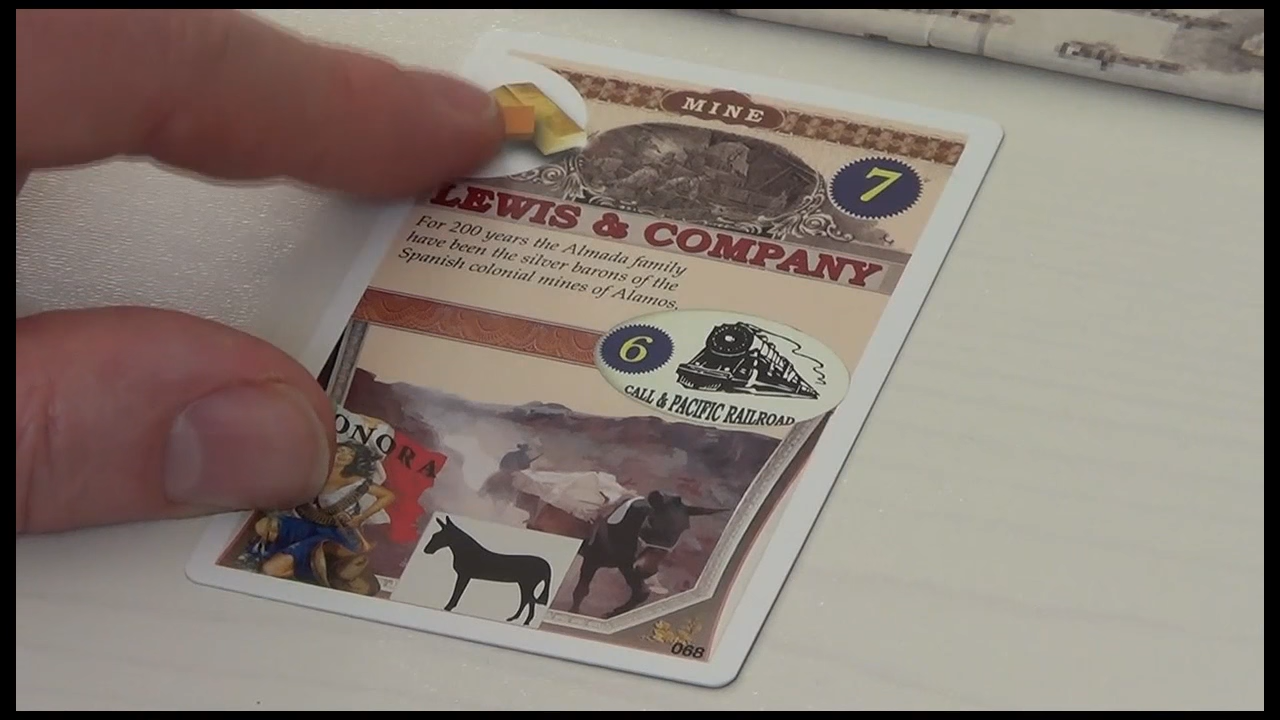 MINE
7
LEWIS & COMPANY
For 200 years the Almada family
have been the silver barons of the
Spanish colonial mines of Alamos.
6
CALL & PACIFIC RAILROAD
ONORA
068